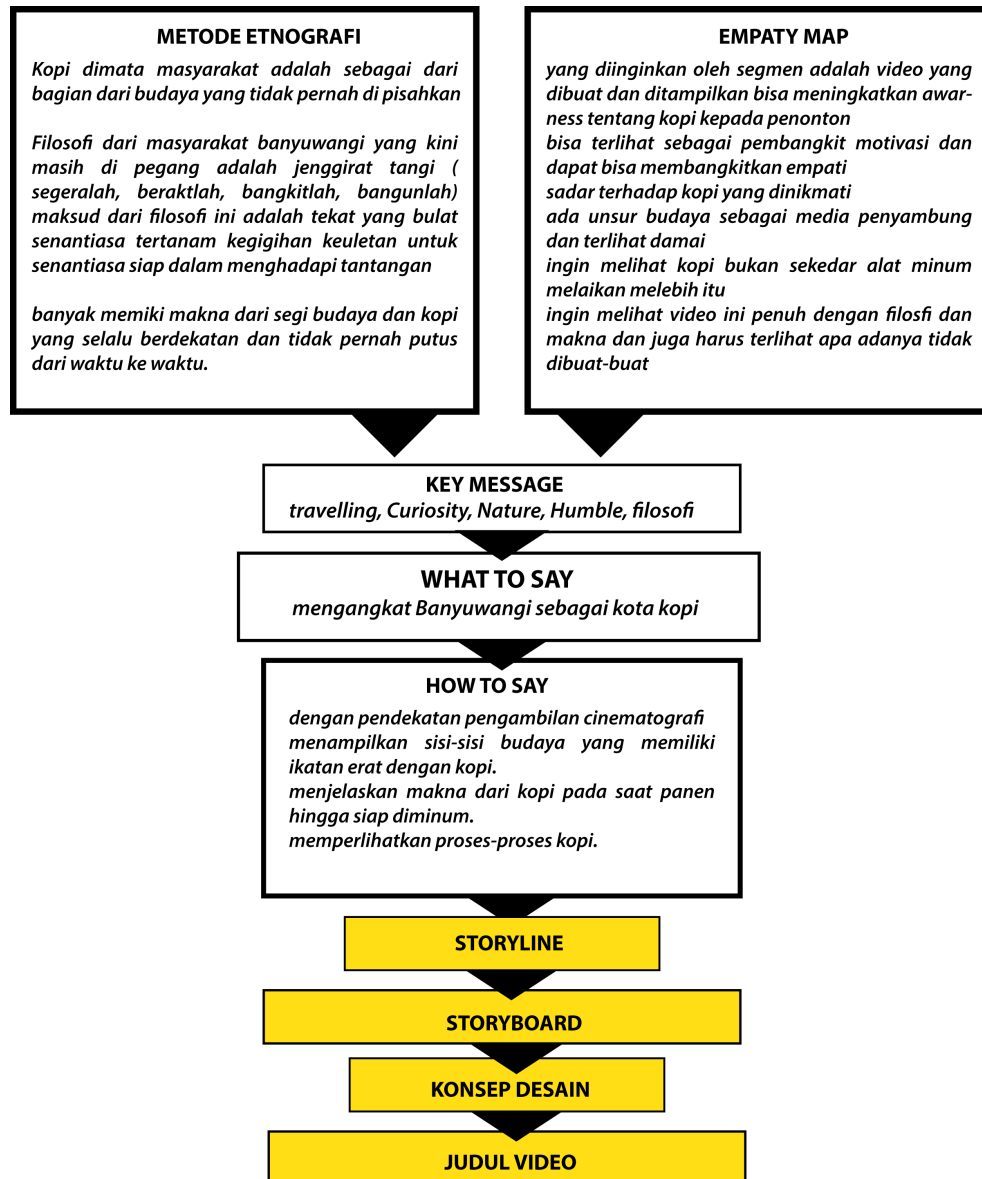 METODE ETNOGRAFI
Kopi dimata masyarakat adalah sebagai dari
bagian dari budaya yang tidak pernah di pisahkan
Filosofi dari masyarakat banyuwangi yang kini
masih di pegang adalah jenggirat tangi (
segeralah, beraktlah, bangkitlah, bangunlah)
maksud dari filosofi ini adalah tekat yang bulat
senantiasa tertanam kegigihan keuletan untuk
senantiasa siap dalam menghadapi tantangan
banyak memiki makna dari segi budaya dan kopi
yang selalu berdekatan dan tidak pernah putus
dari waktu ke waktu.
EMPATY MAP
yang diinginkan oleh segmen adalah video yang
dibuat dan ditampilkan bisa meningkatkan awar-
ness tentang kopi kepada penonton
bisa terlihat sebagai pembangkit motivasi dan
dapat bisa membangkitkan empati
sadar terhadap kopi yang dinikmati
ada unsur budaya sebagai media penyambung
dan terlihat damai
ingin melihat kopi bukan sekedar alat minum
melaikan melebih itu
ingin melihat video ini penuh dengan filosfi dan
makna dan juga harus terlihat apa adanya tidak
dibuat-buat
KEY MESSAGE
travelling, Curiosity, Nature, Humble, filosofi
WHAT TO SAY
mengangkat Banyuwangi sebagai kota kopi
HOW TO SAY
dengan pendekatan pengambilan cinematografi
menampilkan sisi-sisi budaya yang memiliki
ikatan erat dengan kopi.
menjelaskan makna dari kopi pada saat panen
hingga siap diminum.
memperlihatkan proses-proses kopi.
STORYLINE
STORYBOARD
KONSEP DESAIN
JUDUL VIDEO